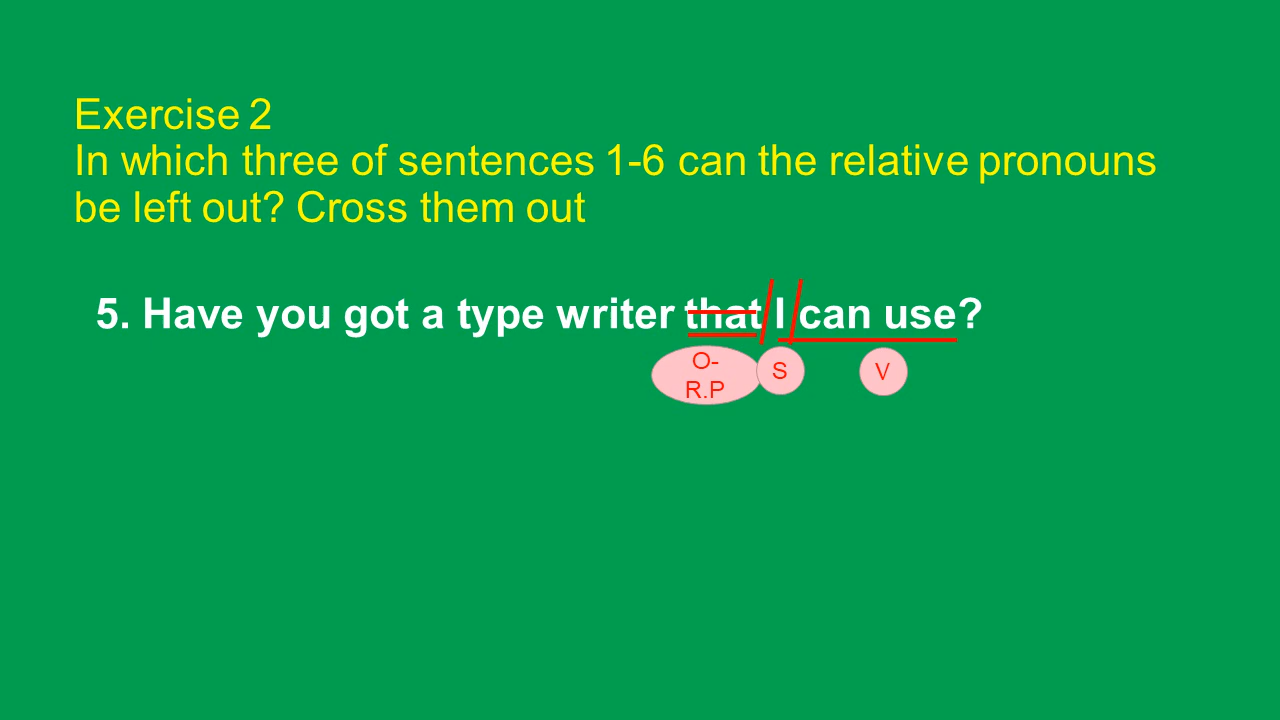 Exercise 2
In which three of sentences 1-6 can the relative pronouns
be left out? Cross them out
5. Have you got a type writer that I can use?
O-
R.P
S
V